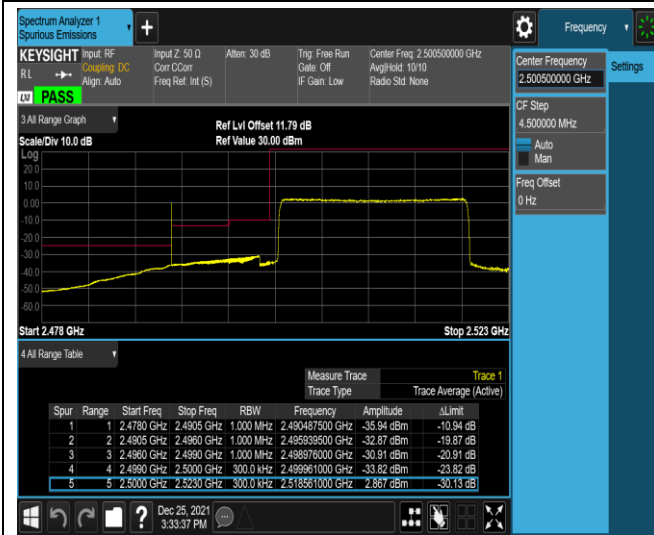 Spectrum Analyzer 1
Spurious Emissions
+
Frequency
KEYSIGHT
RL
Input: RF
Coupling: DC
Align: Auto
Input Z: 50 Ω
Corr CCorr
Freq Ref: Int (S)
Atten: 30 dB
Trig: Free Run
Gate: Off
IF Gain: Low
Center Freq: 2.500500000 GHz
Avg|Hold: 10/10
Radio Std: None
LXI
PASS
Center Frequency
2.500500000 GHz
Settings
CF Step
4.500000 MHz
Auto
Man
Freq Offset
0 Hz
3 All Range Graph
Ref Lvl Offset 11.79 dB
Scale/Div 10.0 dB
Ref Value 30.00 dBm
Log
20.0
10.0
0.00
-10.0
-20.0
-30.0
-40.0
-50.0
-60.0
Start 2.478 GHz
Stop 2.523 GHz
4 All Range Table
Measure Trace Trace 1
Trace Type Trace Average (Active)
Spur Range Start Freq Stop Freq RBW Frequency Amplitude ΔLimit
1 1 2.4780 GHz 2.4905 GHz 1.000 MHz 2.490487500 GHz -35.94 dBm -10.94 dB
2 2 2.4905 GHz 2.4960 GHz 1.000 MHz 2.495939500 GHz -32.87 dBm -19.87 dB
3 3 2.4960 GHz 2.4990 GHz 1.000 MHz 2.498976000 GHz -30.91 dBm -20.91 dB
4 4 2.4990 GHz 2.5000 GHz 300.0 kHz 2.499961000 GHz -33.82 dBm -23.82 dB
5 5 2.5000 GHz 2.5230 GHz 300.0 kHz 2.518561000 GHz 2.867 dBm -30.13 dB
?
Dec 25, 2021
3:33:37 PM